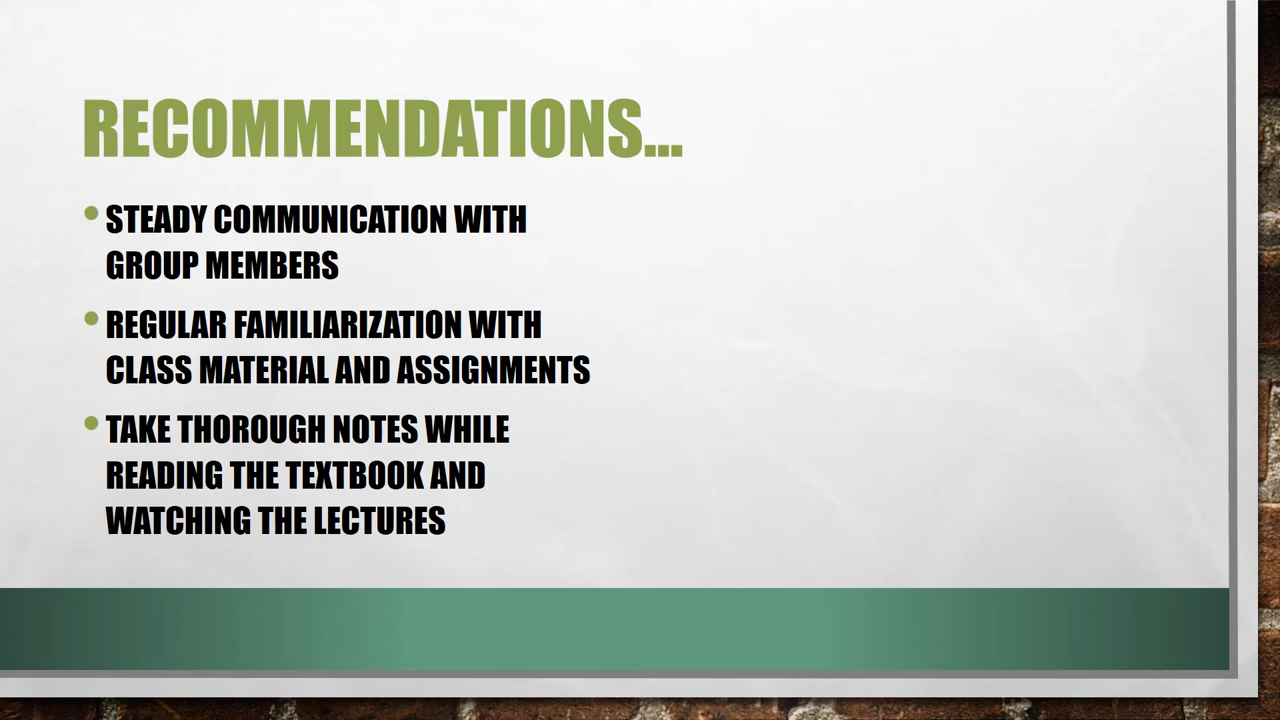 RECOMMENDATIONS...
• STEADY COMMUNICATION WITH
GROUP MEMBERS
• REGULAR FAMILIARIZATION WITH
CLASS MATERIAL AND ASSIGNMENTS
• TAKE THOROUGH NOTES WHILE
READING THE TEXTBOOK AND
WATCHING THE LECTURES